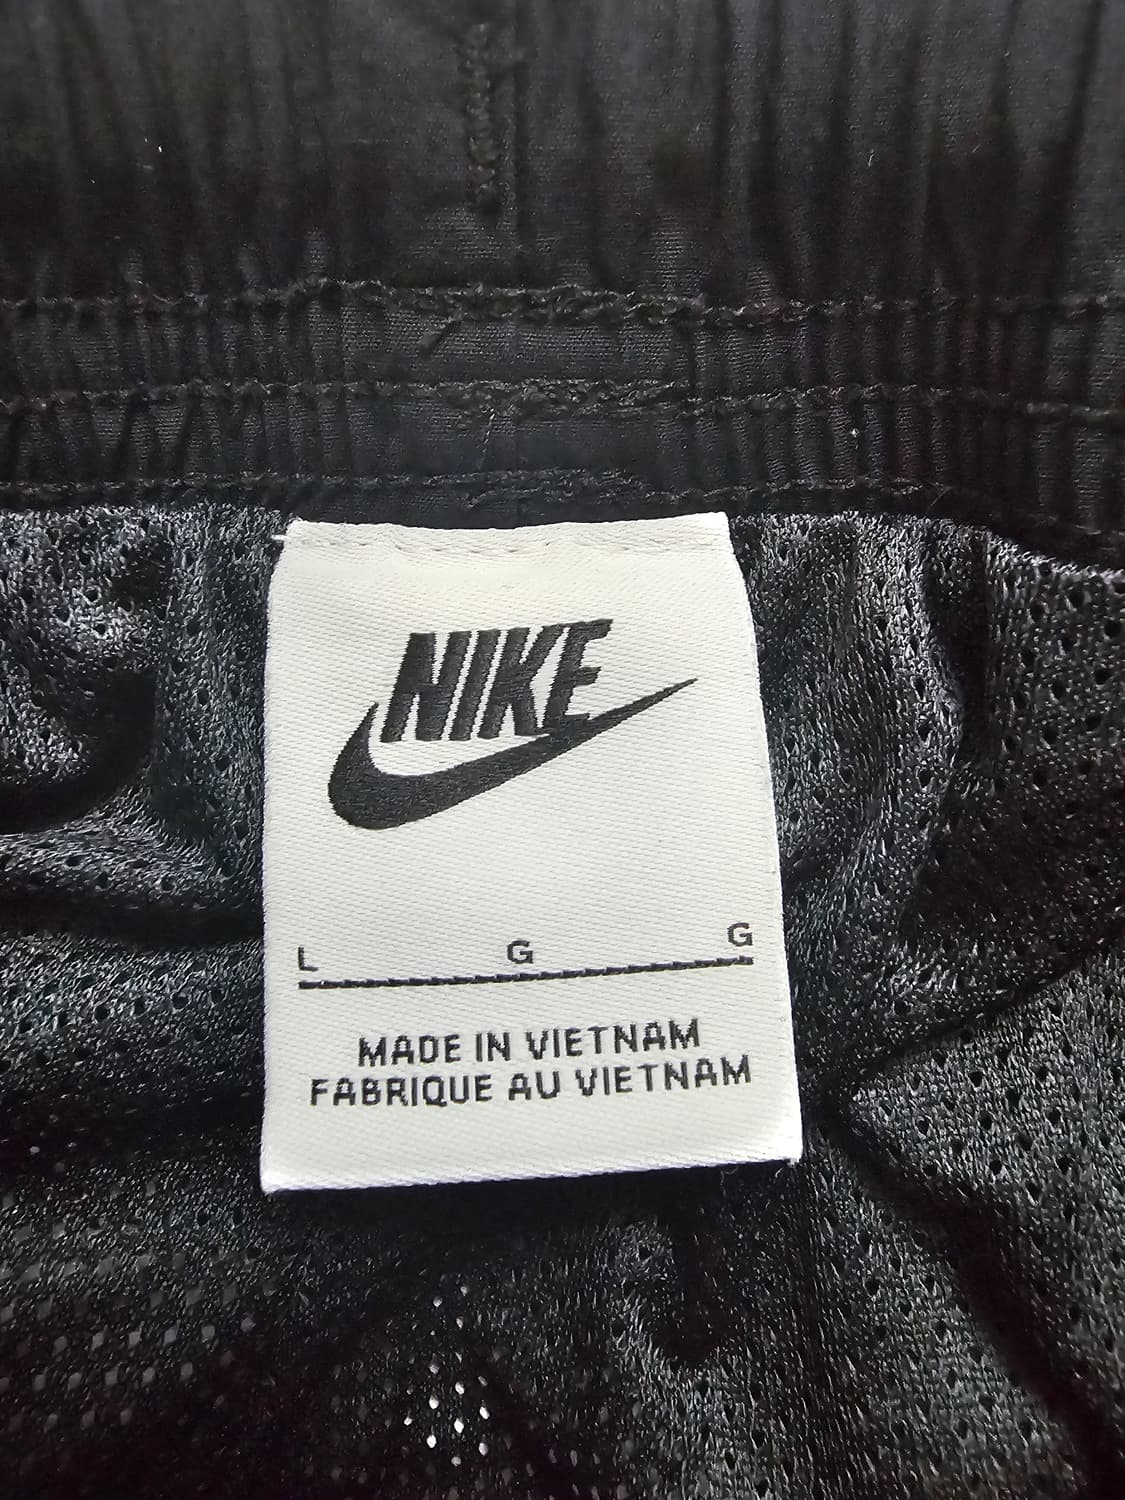 NIKE
L G G
MADE IN VIETNAM
FABRIQUE AU VIETNAM